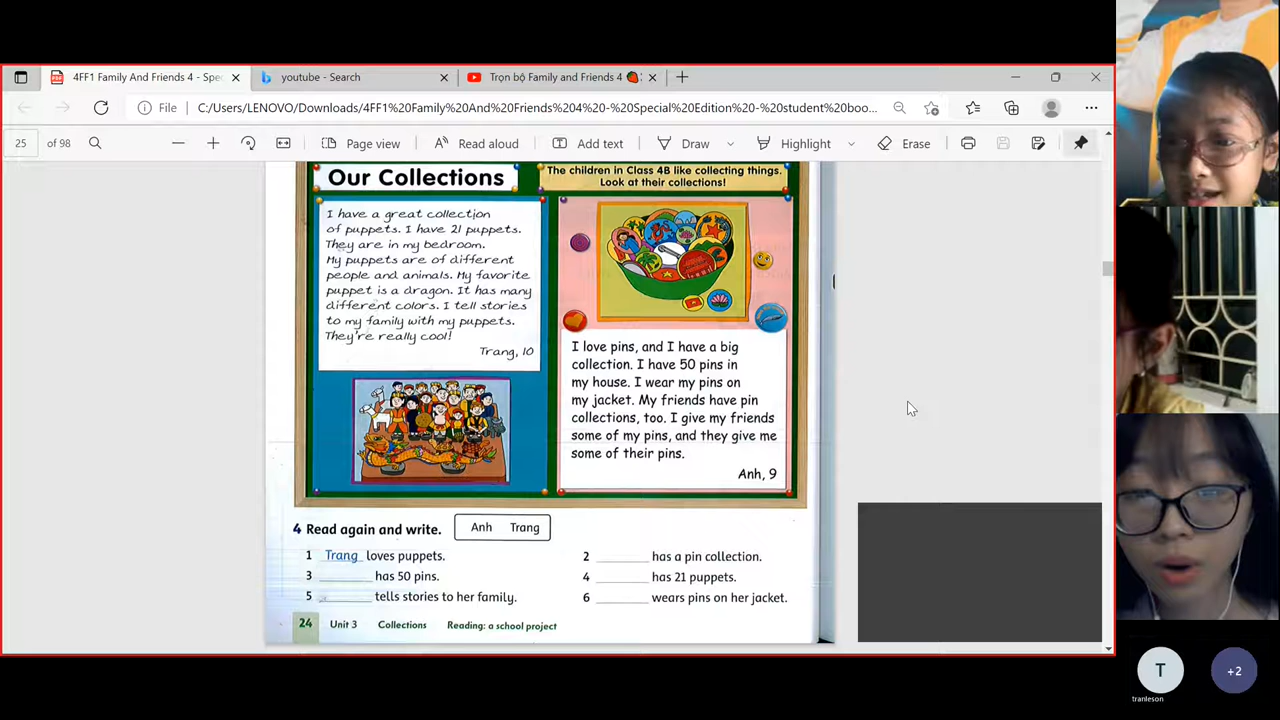 4FF1 Family And Friends 4 - Spec
youtube - Search
Trọn bộ Family and Friends 4
File
C:/Users/LENOVO/Downloads/4FF1%20Family%20And%20Friends%204%20-%20Special%20Edition%20-%20student%20boo...
25 of 98
Page view
Read aloud
Add text
Draw
Highlight
Erase
Our Collections
The children in Class 4B like collecting things.
Look at their collections!
I have a great collection
of puppets. I have 21 puppets.
They are in my bedroom.
My puppets are of different
people and animals. My favorite
puppet is a dragon. It has many
different colors. I tell stories
to my family with my puppets.
They're really cool!
Trang, 10
I love pins, and I have a big
collection. I have 50 pins in
my house. I wear my pins on
my jacket. My friends have pin
collections, too. I give my friends
some of my pins, and they give me
some of their pins.
Anh, 9
4 Read again and write.
Anh Trang
1 Trang loves puppets.
2 ______ has a pin collection.
3 ______ has 50 pins.
4 ______ has 21 puppets.
5 ______ tells stories to her family.
6 ______ wears pins on her jacket.
24 Unit 3 Collections Reading: a school project
T
tranleson
+2